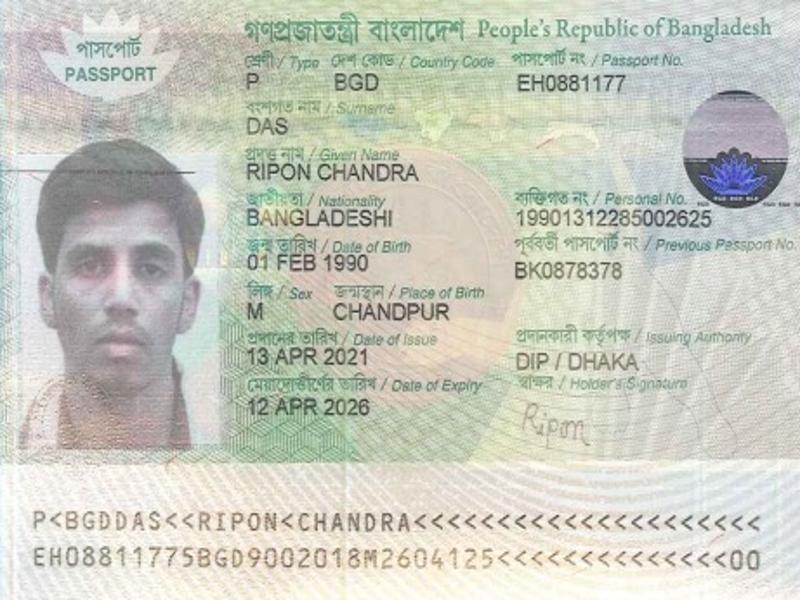 পাসপোর্ট
PASSPORT
গণপ্রজাতন্ত্রী বাংলাদেশ People's Republic of Bangladesh
শ্রেণী / Type দেশ কোড / Country Code পাসপোর্ট নং / Passport No.
P BGD EH0881177
বংশগত নাম / Surname
DAS
প্রদত্ত নাম / Given Name
RIPON CHANDRA
জাতীয়তা / Nationality ব্যক্তিগত নং / Personal No.
BANGLADESHI 19901312285002625
জন্ম তারিখ / Date of Birth পূর্ববর্তী পাসপোর্ট নং / Previous Passport No.
01 FEB 1990 BK0878378
লিঙ্গ / Sex জন্মস্থান / Place of Birth
M CHANDPUR
প্রদানের তারিখ / Date of Issue প্রদানকারী কর্তৃপক্ষ / Issuing Authority
13 APR 2021 DIP / DHAKA
মেয়াদোত্তীর্ণের তারিখ / Date of Expiry স্বাক্ষর / Holder's Signature
12 APR 2026
Ripon
P<BGDDAS<<RIPON<CHANDRA<<<<<<<<<<<<<<<<<<<<<
EH08811775BGD9002018M2604125<<<<<<<<<<<<<<00